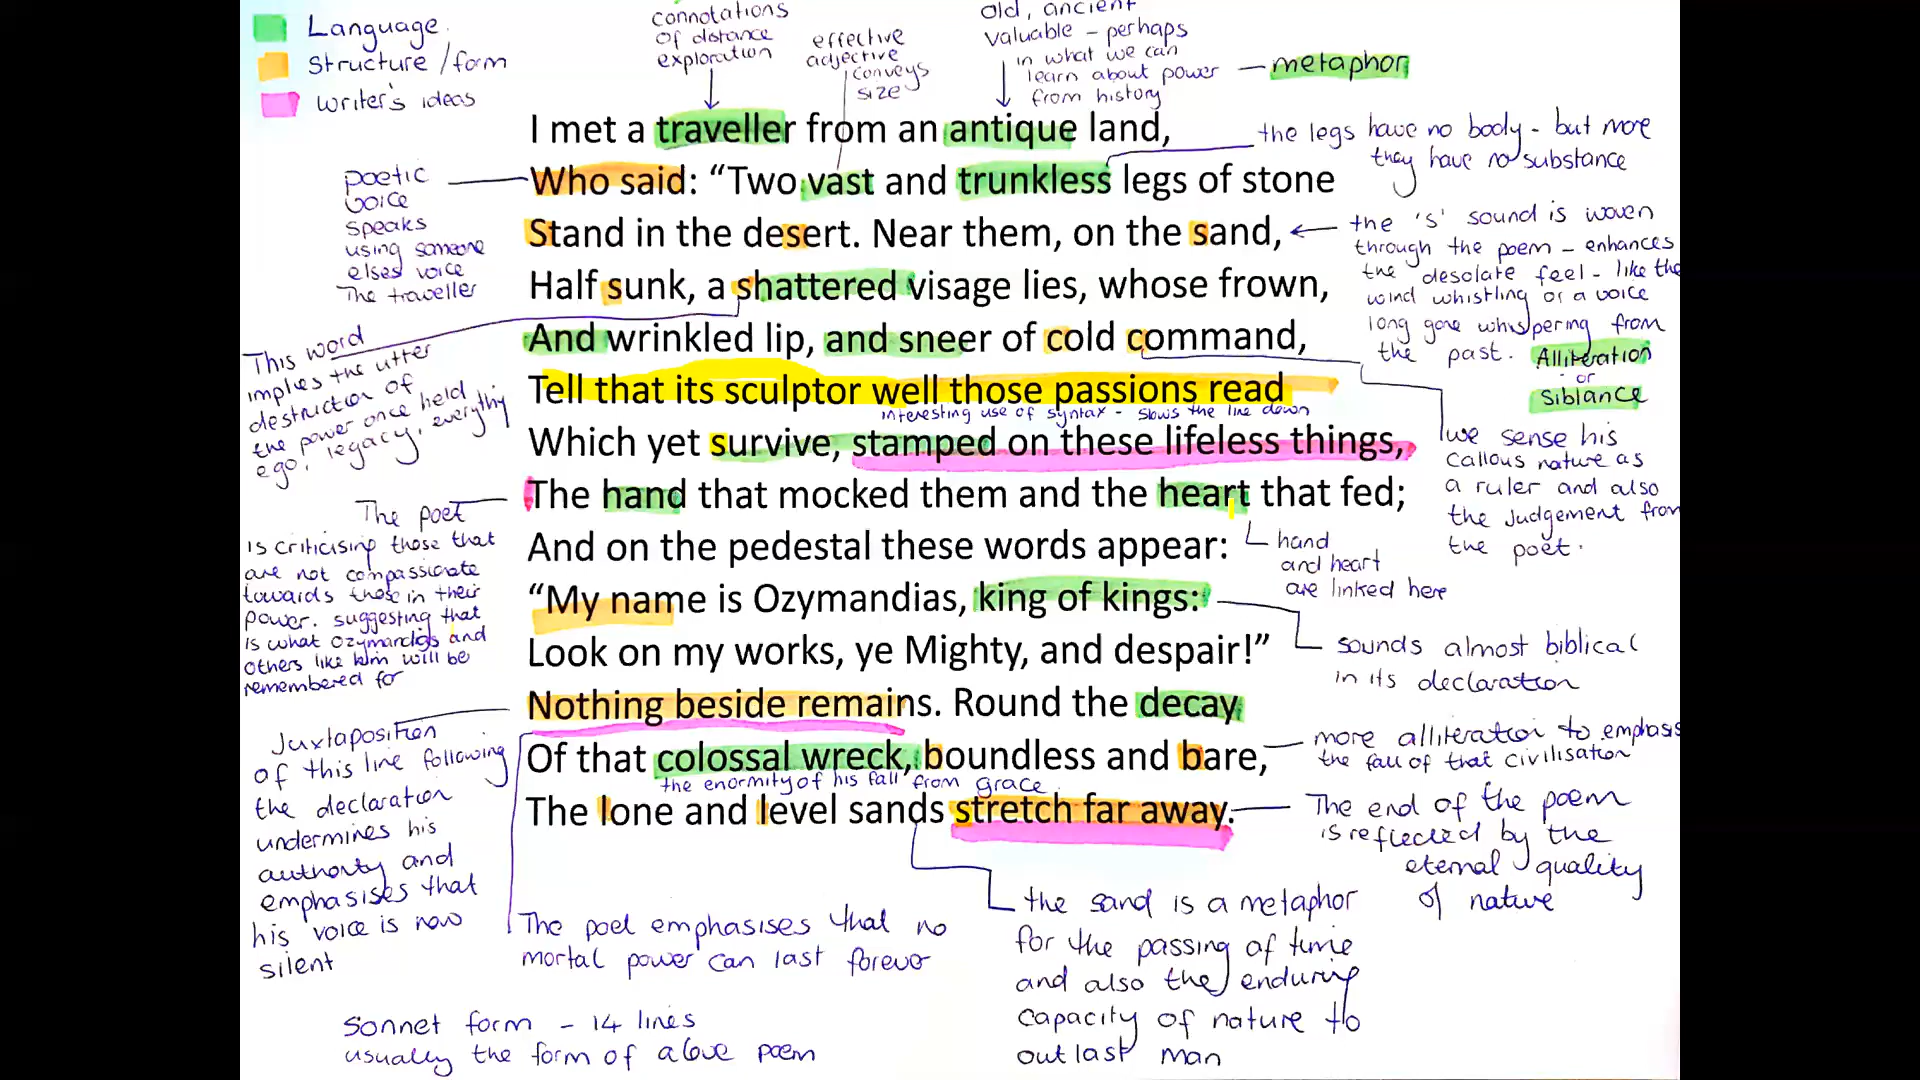 Language
Structure/form
Writer's ideas
connotations
of distance
exploration
effective
adjective
conveys
size
old, ancient
valuable - perhaps
in what we can
learn about power
from history
metaphor
I met a traveller from an antique land,
Who said: “Two vast and trunkless legs of stone
Stand in the desert. Near them, on the sand,
Half sunk, a shattered visage lies, whose frown,
And wrinkled lip, and sneer of cold command,
Tell that its sculptor well those passions read
interesting use of syntax - slows the line down
Which yet survive, stamped on these lifeless things,
The hand that mocked them and the heart that fed;
And on the pedestal these words appear:
“My name is Ozymandias, king of kings:
Look on my works, ye Mighty, and despair!”
Nothing beside remains. Round the decay
Of that colossal wreck, boundless and bare,
the enormity of his fall from grace.
The lone and level sands stretch far away.
poetic
voice
speaks
using someone
elses voice
The traveller
This word
implies the utter
destruction of
the power once held
ego, legacy, everything
The poet
is criticising those that
are not compassionate
towards those in their
power. suggesting that
is what Ozymandias and
others like him will be
remembered for
Juxtaposition
of this line following
the declaration
undermines his
authority and
emphasises that
his voice is now
silent
the legs have no body - but more
they have no substance
the 's' sound is woven
through the poem - enhances
the desolate feel - like the
wind whistling or a voice
long gone whispering from
the past. Alliteration
or
Siblance
we sense his
callous nature as
a ruler and also
the judgement from
the poet.
hand
and heart
are linked here
sounds almost biblical
in its declaration
more alliteration to emphasis
the fall of that civilisation
The end of the poem
is reflected by the
eternal quality
of nature
the sand is a metaphor
for the passing of time
and also the enduring
capacity of nature to
outlast man
The poet emphasises that no
mortal power can last forever
Sonnet form - 14 lines
usually the form of a love poem